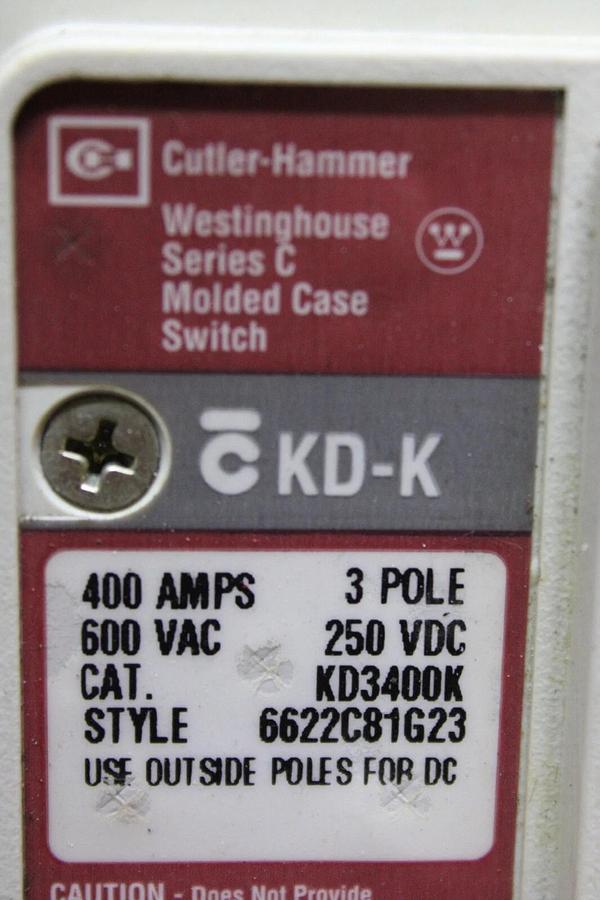 Cutler-Hammer
Westinghouse
Series C
Molded Case
Switch
W
C KD-K
400 AMPS 3 POLE
600 VAC 250 VDC
CAT. KD3400K
STYLE 6622C81G23
USE OUTSIDE POLES FOR DC
CAUTION - Does Not Provide